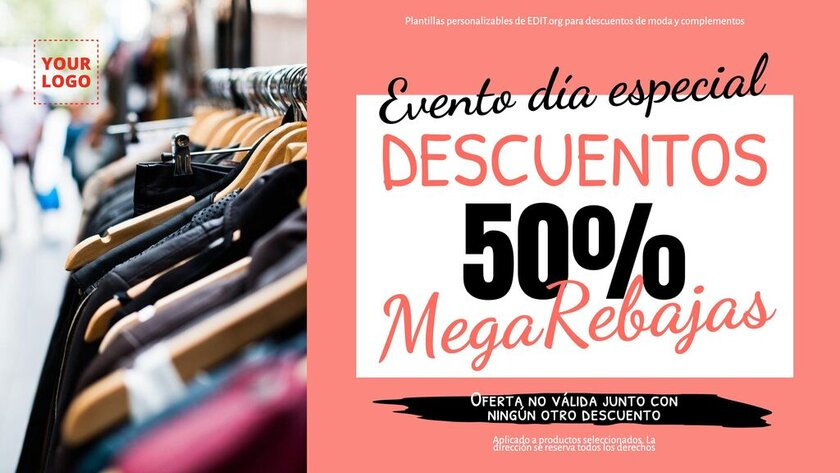 Plantillas personalizables de EDIT.org para descuentos de moda y complementos
YOUR
LOGO
Evento día especial
DESCUENTOS
50%
MegaRebajas
Oferta no válida junto con
ningún otro descuento
Aplicado a productos seleccionados. La
dirección se reserva todos los derechos